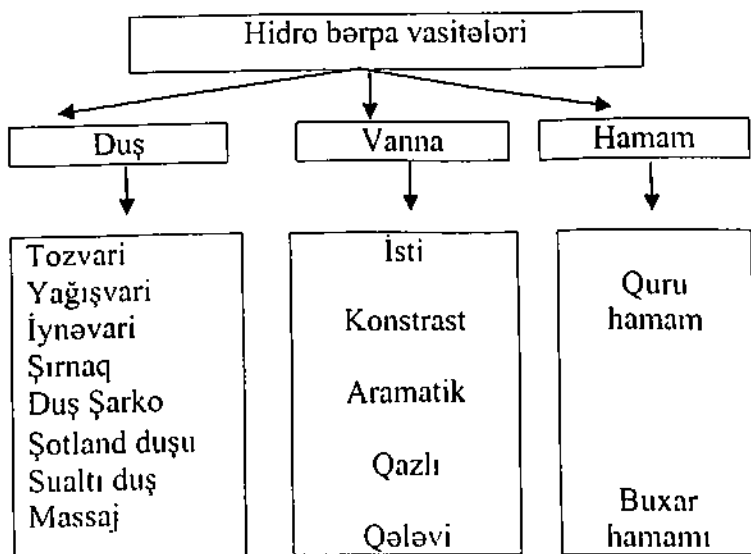 Hidro bərpa vasitələri
Duş
Vanna
Hamam
Tozvari
Yağışvari
İynəvari
Şırnaq
Duş Şarko
Şotland duşu
Sualtı duş
Massaj
İsti
Konstrast
Aramatik
Qazlı
Qələvi
Quru
hamam
Buxar
hamamı